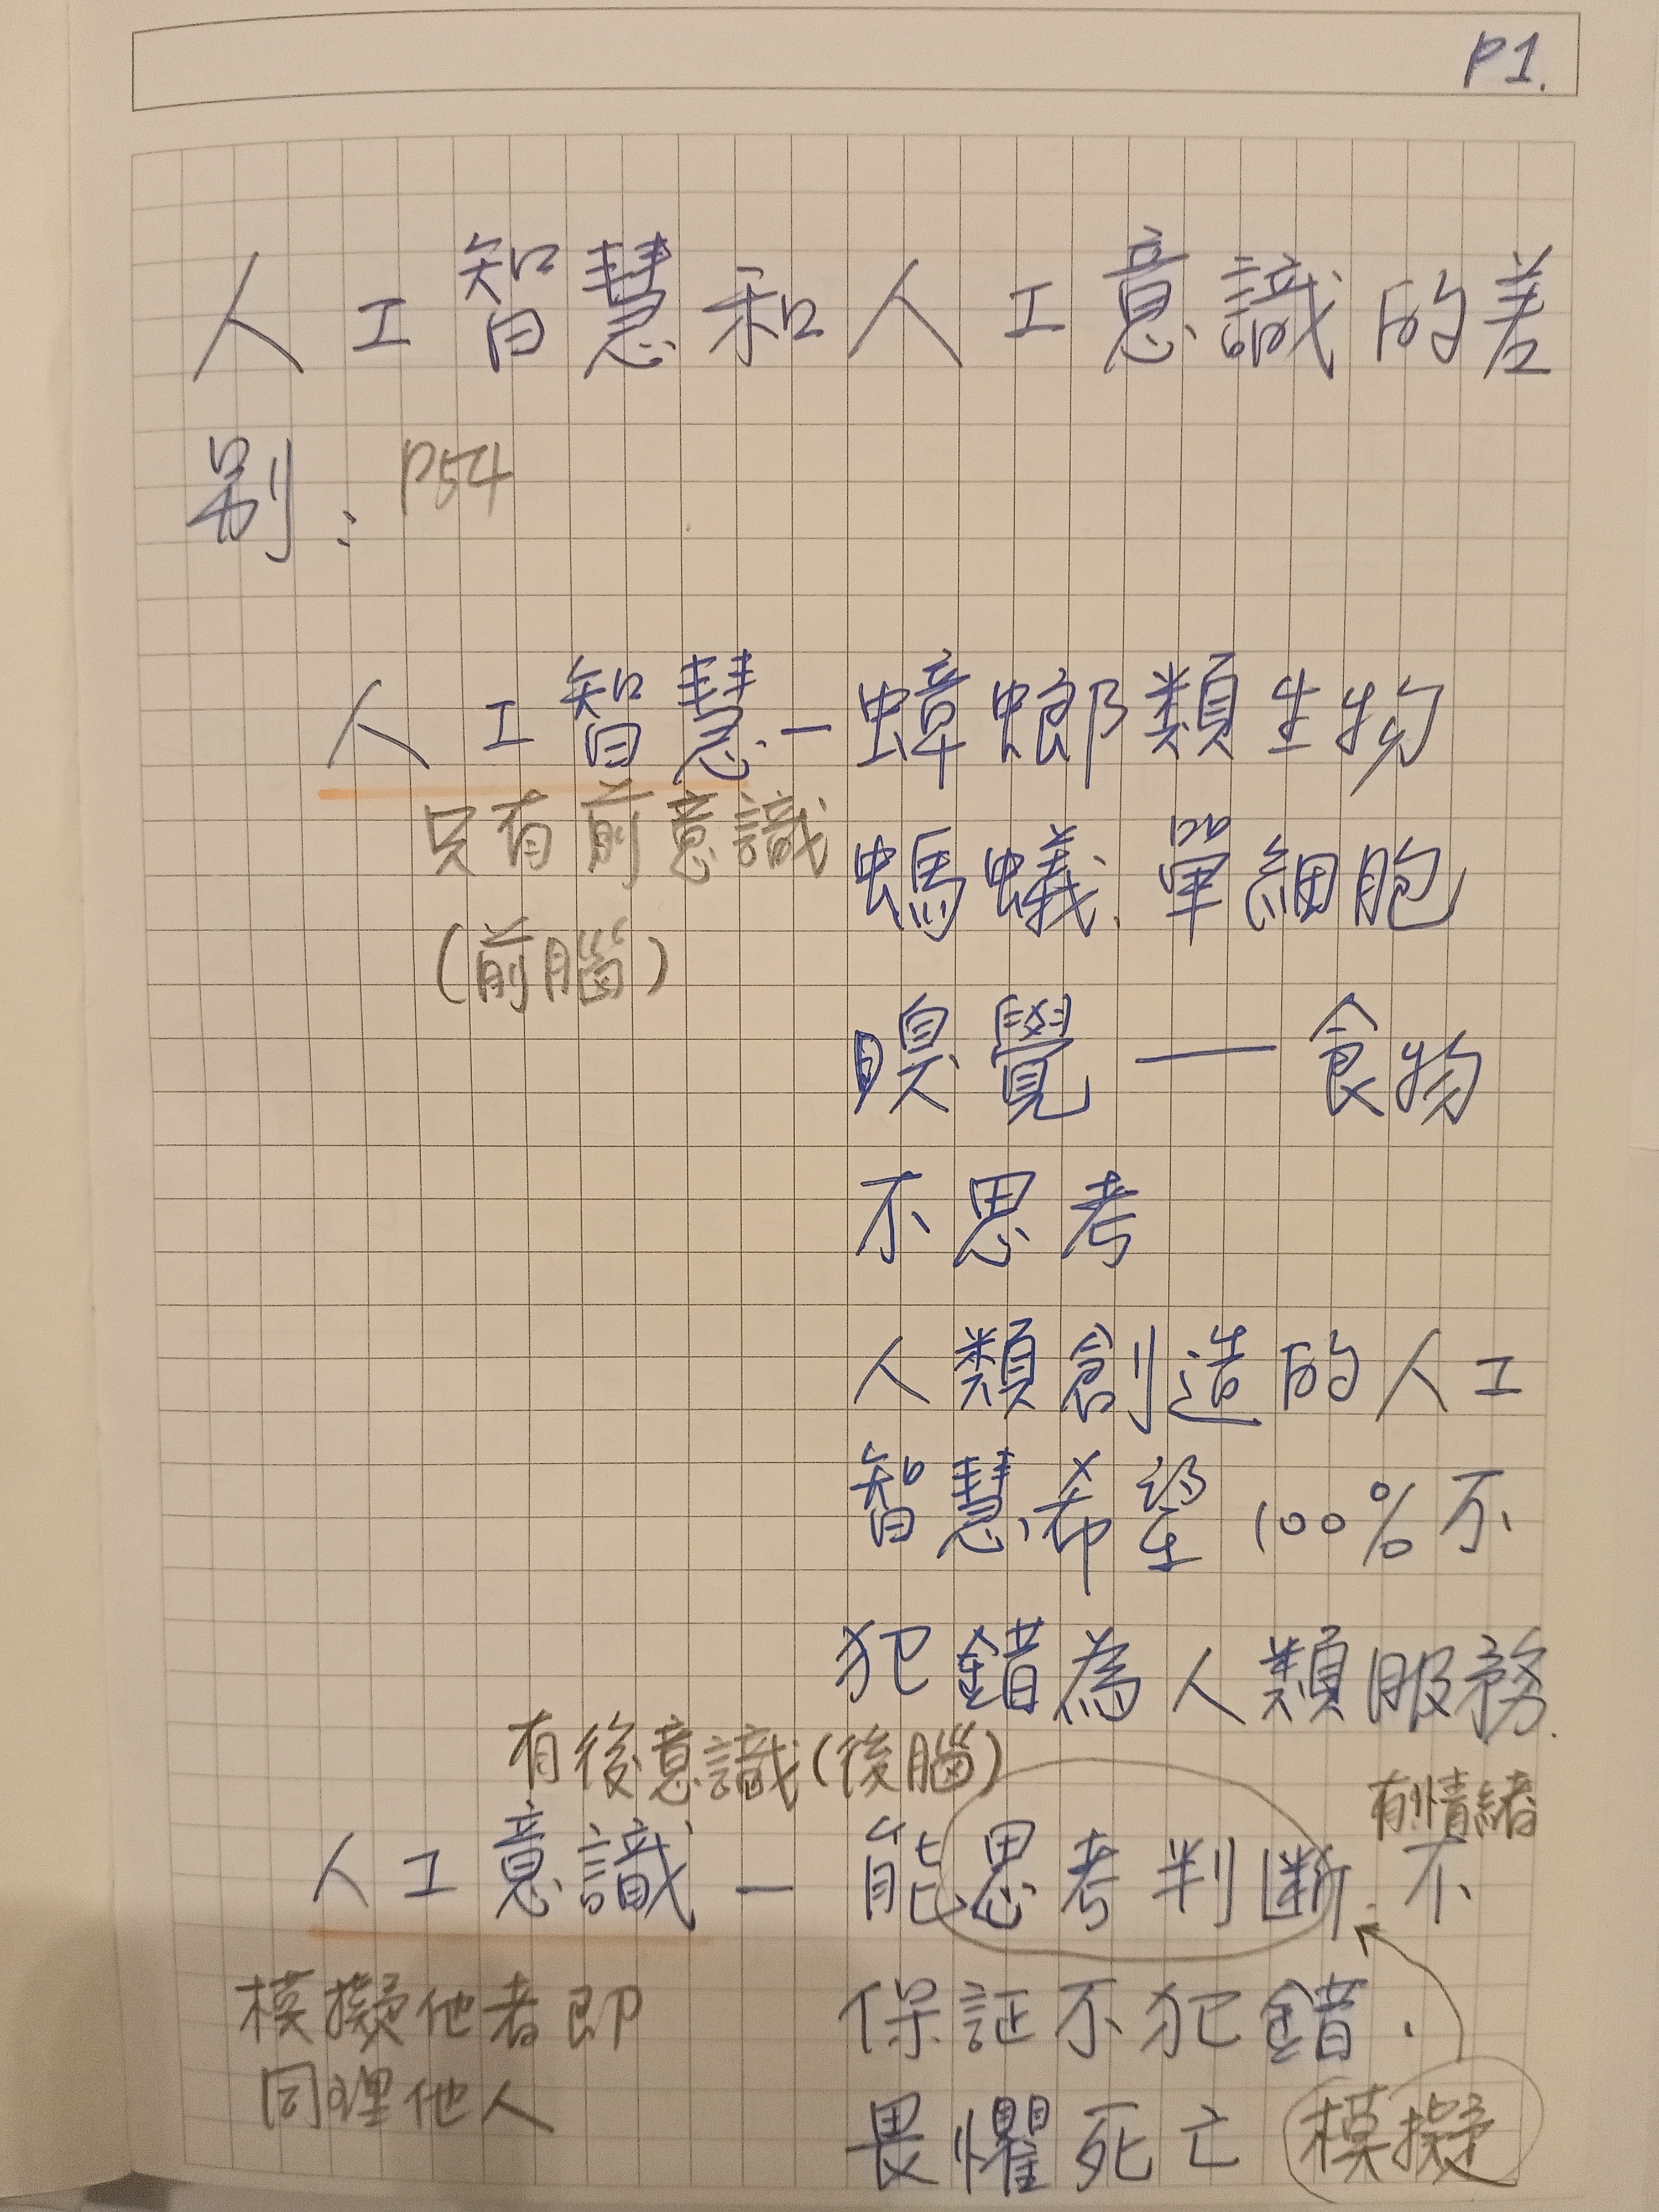 P1.
人工智慧和人工意識的差
別：P54
人工智慧－蟑螂類生物
只有前意識
螞蟻、單細胞
(前腦)
嗅覺——食物
不思考
人類創造的人工
智慧，希望100%不
犯錯為人類服務.
有後意識(後腦)
有情緒
人工意識－能思考判斷.不
模擬他者即
保証不犯錯.
同理他人
畏懼死亡 模擬